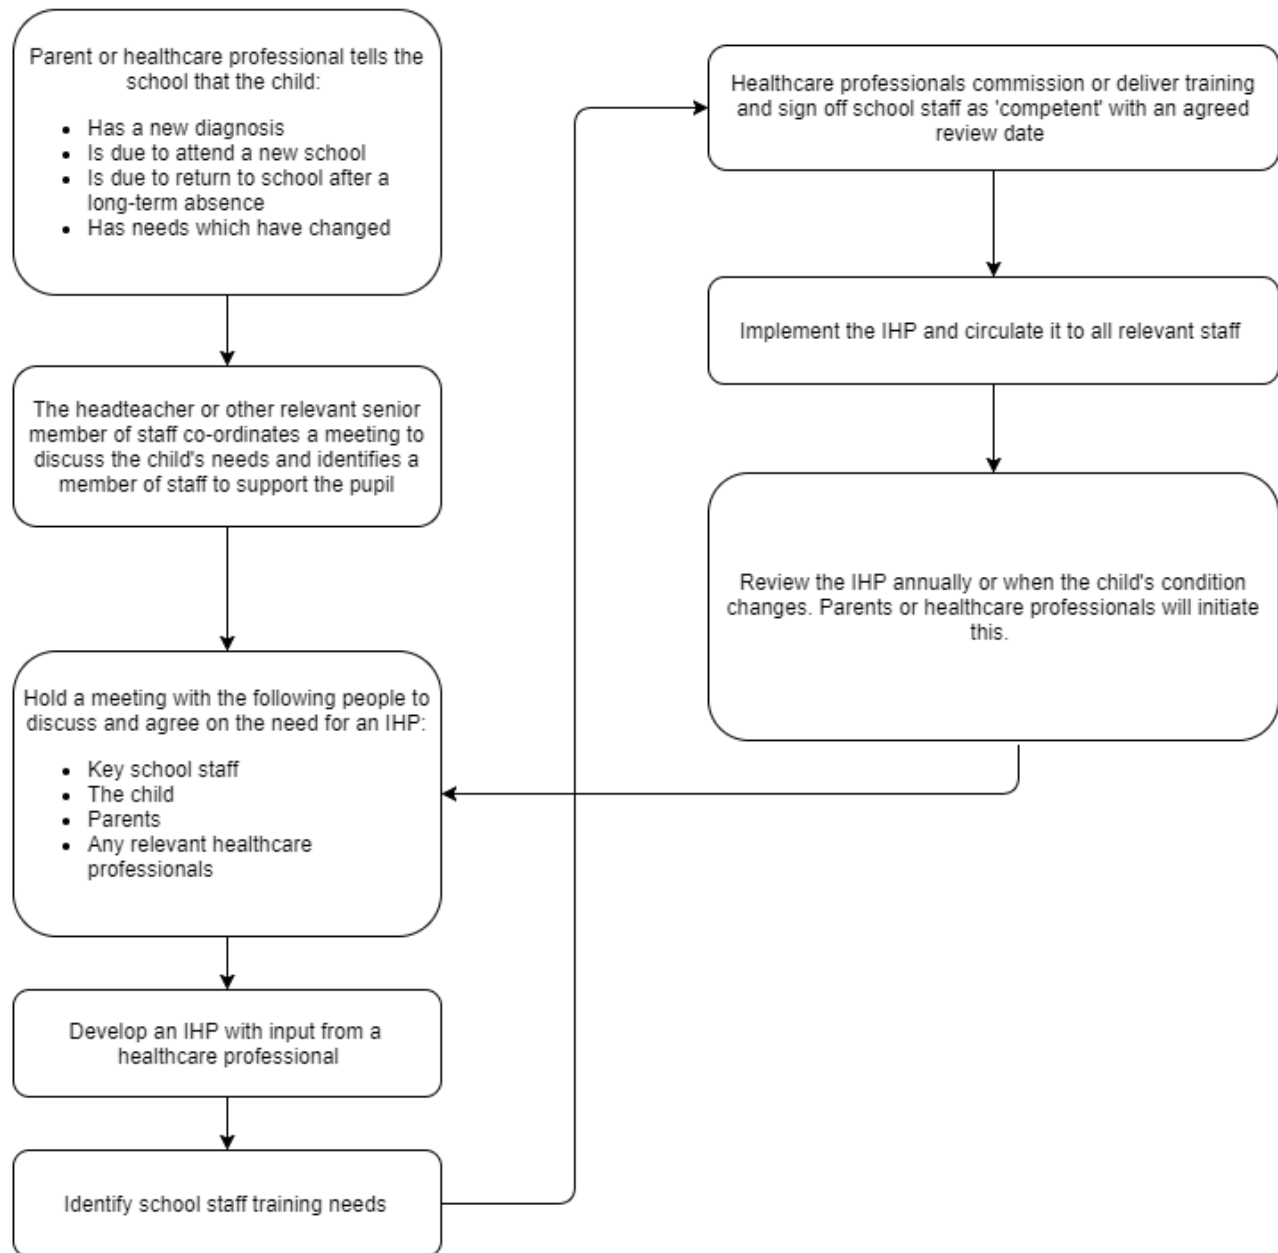 Parent or healthcare professional tells the
school that the child:
• Has a new diagnosis
• Is due to attend a new school
• Is due to return to school after a
long-term absence
• Has needs which have changed
The headteacher or other relevant senior
member of staff co-ordinates a meeting to
discuss the child's needs and identifies a
member of staff to support the pupil
Hold a meeting with the following people to
discuss and agree on the need for an IHP:
• Key school staff
• The child
• Parents
• Any relevant healthcare
professionals
Develop an IHP with input from a
healthcare professional
Identify school staff training needs
Healthcare professionals commission or deliver training
and sign off school staff as 'competent' with an agreed
review date
Implement the IHP and circulate it to all relevant staff
Review the IHP annually or when the child's condition
changes. Parents or healthcare professionals will initiate
this.